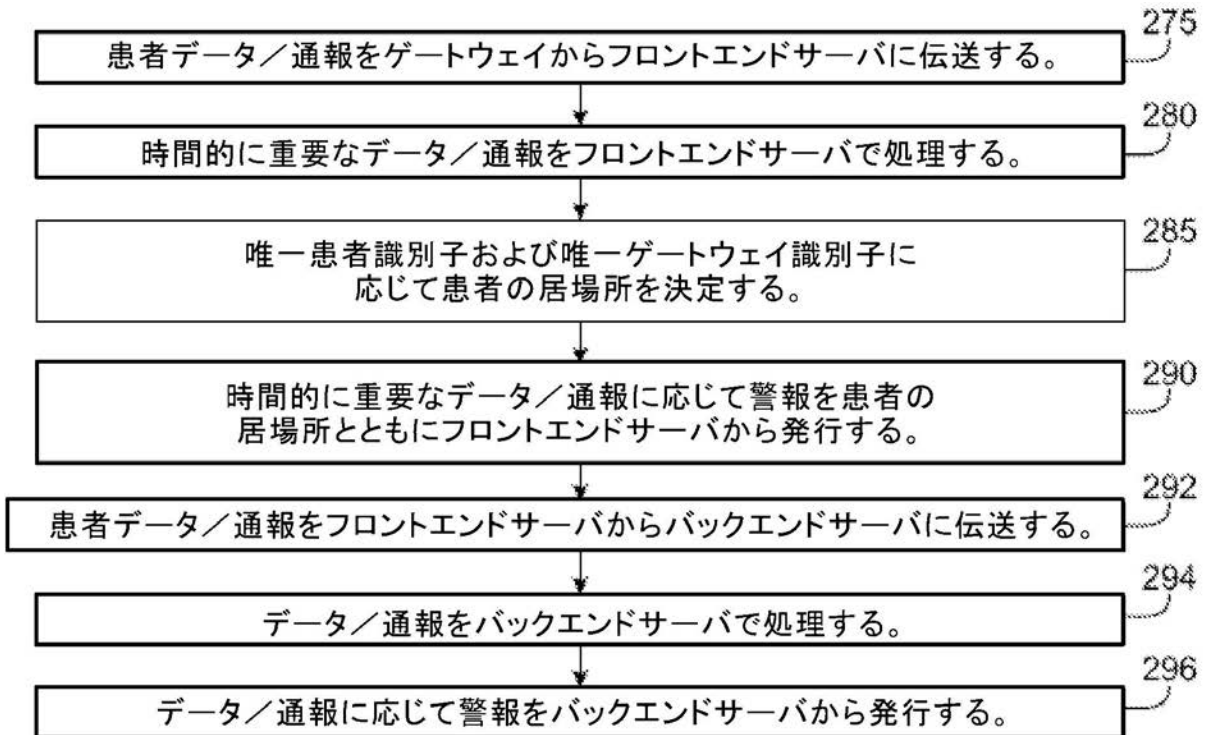 275
患者データ／通報をゲートウェイからフロントエンドサーバに伝送する。
280
時間的に重要なデータ／通報をフロントエンドサーバで処理する。
285
唯一患者識別子および唯一ゲートウェイ識別子に
応じて患者の居場所を決定する。
290
時間的に重要なデータ／通報に応じて警報を患者の
居場所とともにフロントエンドサーバから発行する。
292
患者データ／通報をフロントエンドサーバからバックエンドサーバに伝送する。
294
データ／通報をバックエンドサーバで処理する。
296
データ／通報に応じて警報をバックエンドサーバから発行する。